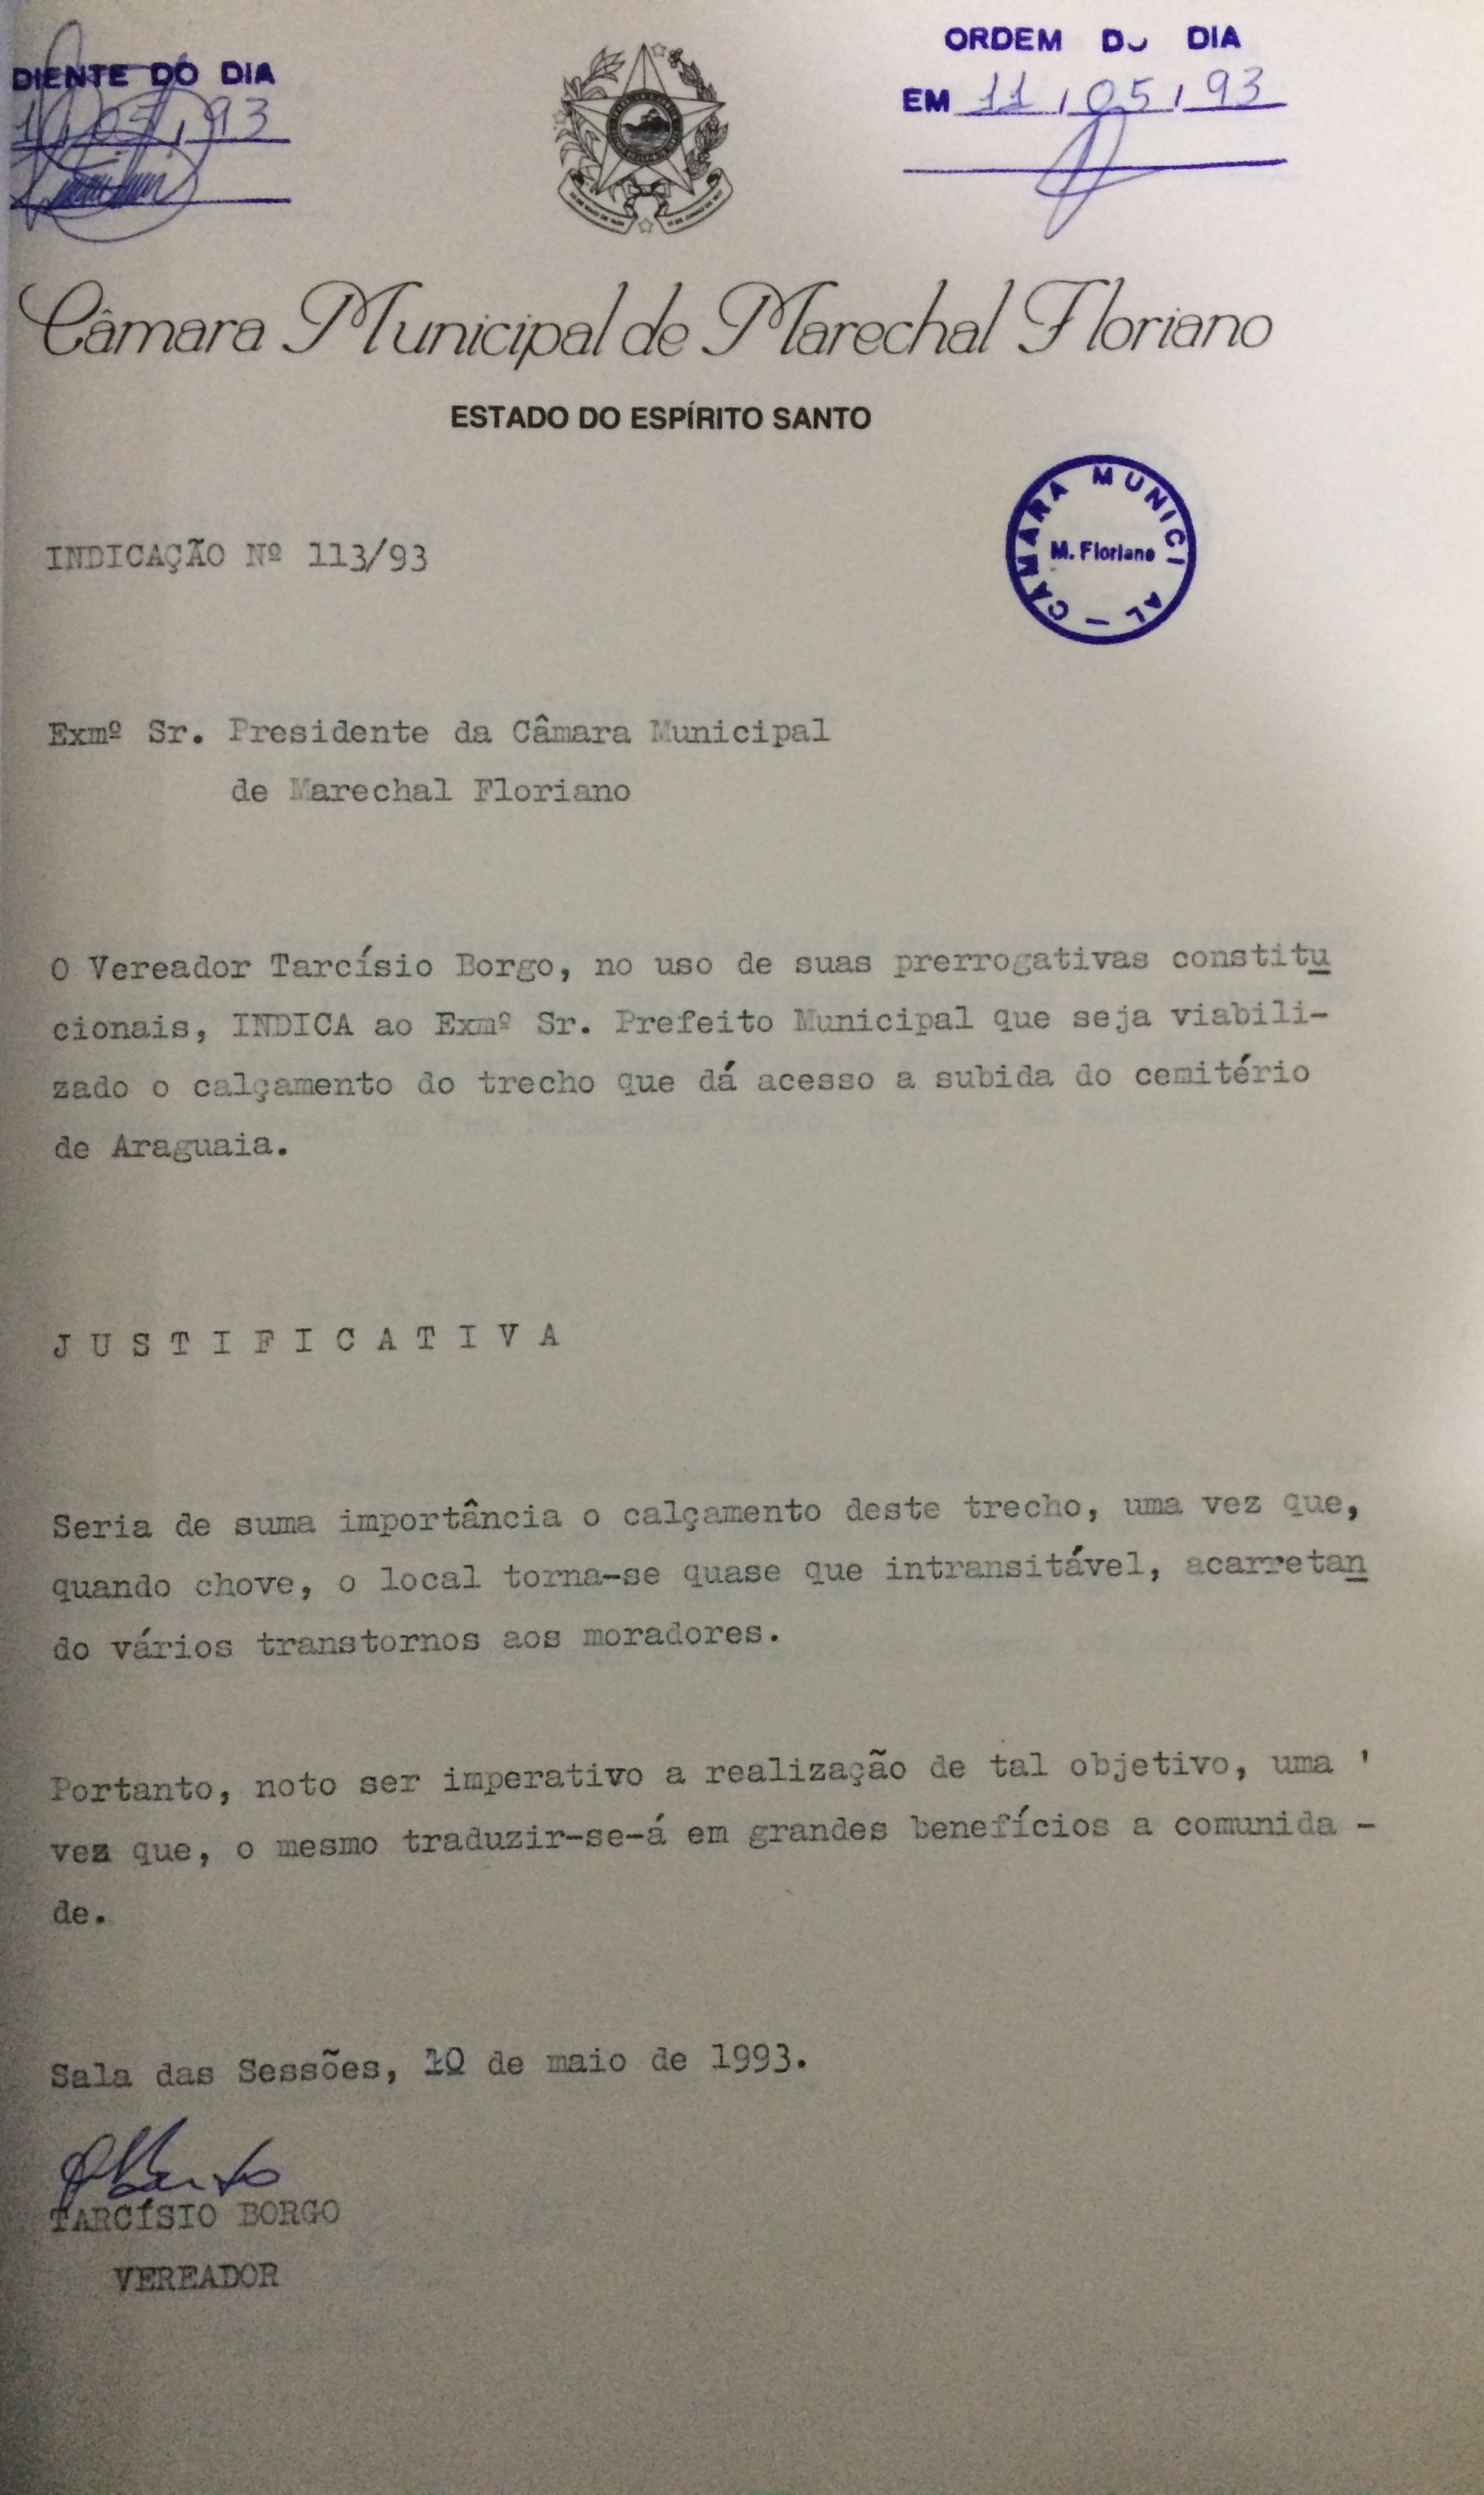 DIENTE DO DIA
ORDEM DO DIA
EM 11/05/93
Câmara Municipal de Marechal Floriano
ESTADO DO ESPÍRITO SANTO
CÂMARA MUNICI AL —
M. Floriano
INDICAÇÃO Nº 113/93
Exmº Sr. Presidente da Câmara Municipal
de Marechal Floriano
O Vereador Tarcísio Borgo, no uso de suas prerrogativas constitu
cionais, INDICA ao Exmº Sr. Prefeito Municipal que seja viabili-
zado o calçamento do trecho que dá acesso a subida do cemitério
de Araguaia.
J U S T I F I C A T I V A
Seria de suma importância o calçamento deste trecho, uma vez que,
quando chove, o local torna-se quase que intransitável, acarretan
do vários transtornos aos moradores.
Portanto, noto ser imperativo a realização de tal objetivo, uma '
vez que, o mesmo traduzir-se-á em grandes benefícios a comunida -
de.
Sala das Sessões, 10 de maio de 1993.
TARCÍSIO BORGO
VEREADOR